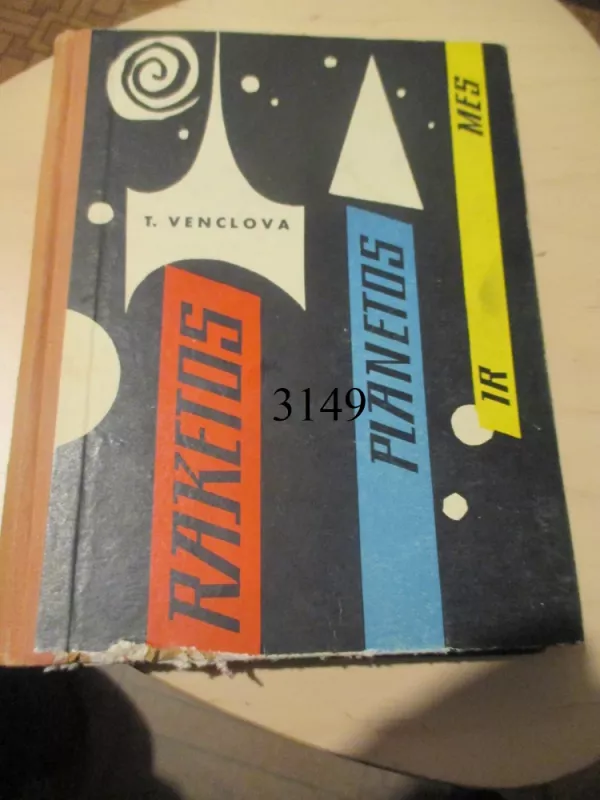 T. VENCLOVA
RAKETOS
PLANETOS
IR MES
3149